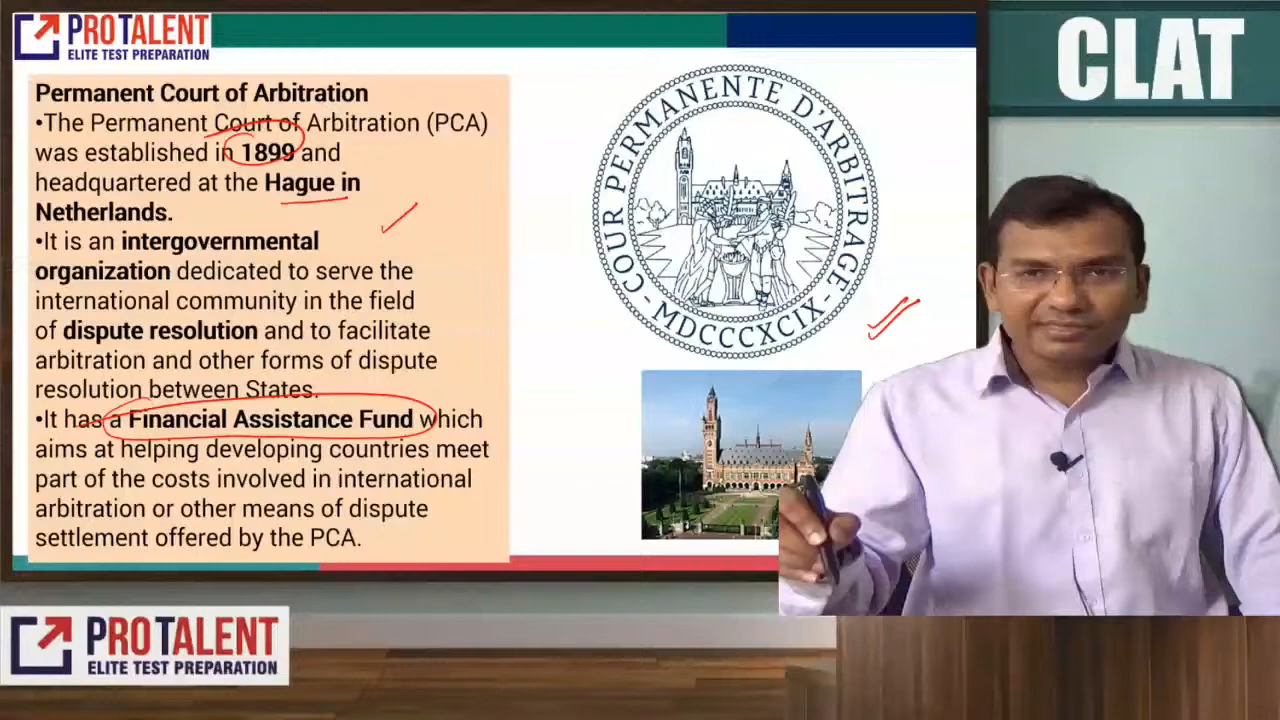 PROTALENT
ELITE TEST PREPARATION
CLAT
Permanent Court of Arbitration
•The Permanent Court of Arbitration (PCA)
was established in 1899 and
headquartered at the Hague in
Netherlands.
•It is an intergovernmental
organization dedicated to serve the
international community in the field
of dispute resolution and to facilitate
arbitration and other forms of dispute
resolution between States.
•It has a Financial Assistance Fund which
aims at helping developing countries meet
part of the costs involved in international
arbitration or other means of dispute
settlement offered by the PCA.
COUR PERMANENTE D'ARBITRAGE
- MDCCCXCIX -
PROTALENT
ELITE TEST PREPARATION